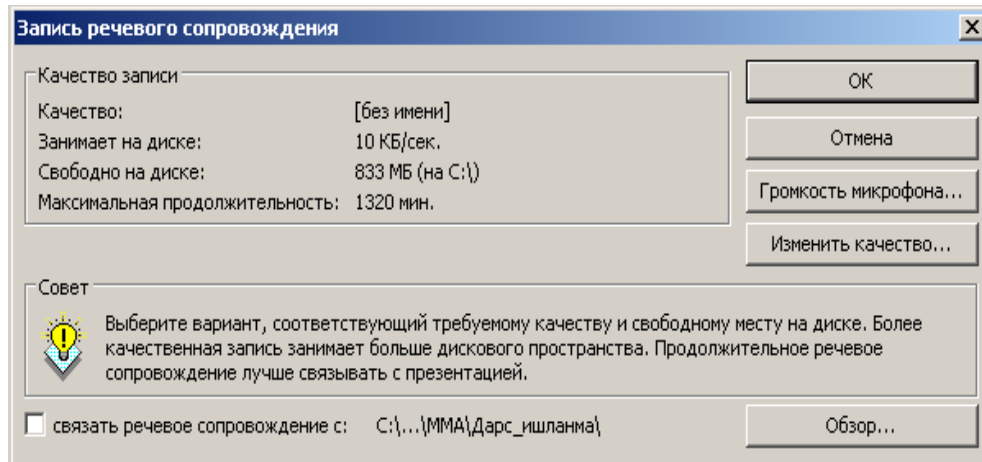 Запись речевого сопровождения
Качество записи
Качество: [без имени]
Занимает на диске: 10 КБ/сек.
Свободно на диске: 833 МБ (на C:\)
Максимальная продолжительность: 1320 мин.
ОК
Отмена
Громкость микрофона...
Изменить качество...
Совет
Выберите вариант, соответствующий требуемому качеству и свободному месту на диске. Более
качественная запись занимает больше дискового пространства. Продолжительное речевое
сопровождение лучше связывать с презентацией.
связать речевое сопровождение с: C:\...\MMA\Дарс_ишланма\
Обзор...